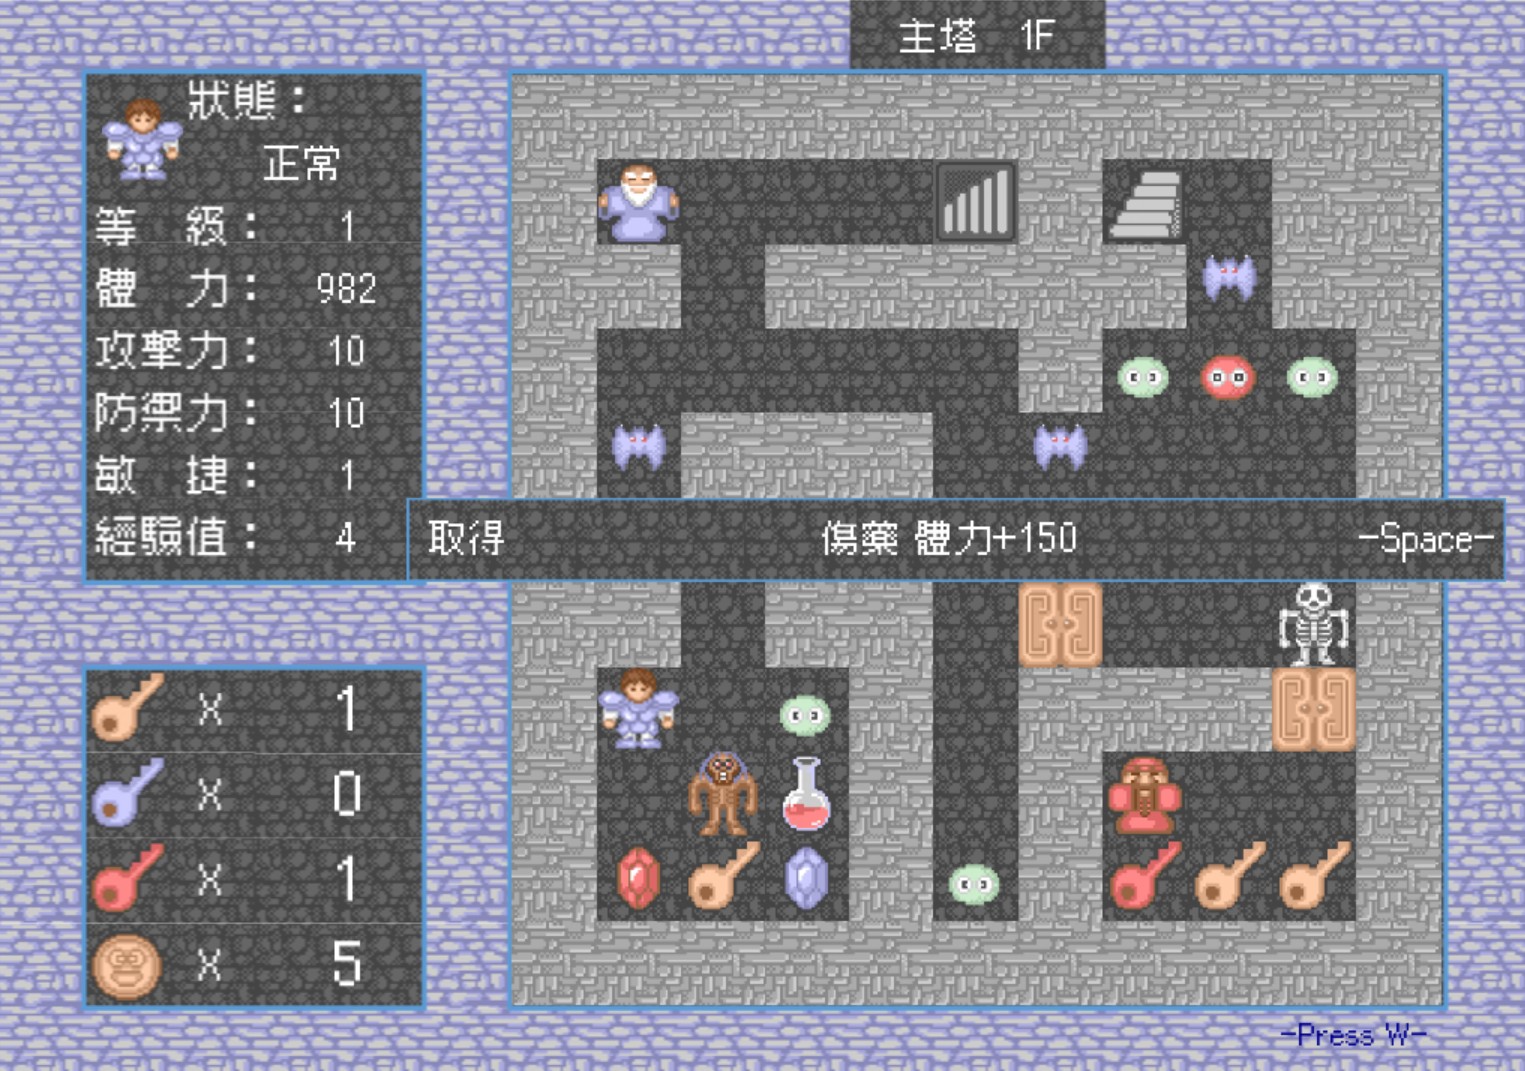 主塔 1F
狀態：
正常
等 級： 1
體 力： 982
攻擊力： 10
防禦力： 10
敏 捷： 1
經驗值： 4
取得 傷藥 體力+150 -Space-
X 1
X 0
X 1
X 5
-Press W-